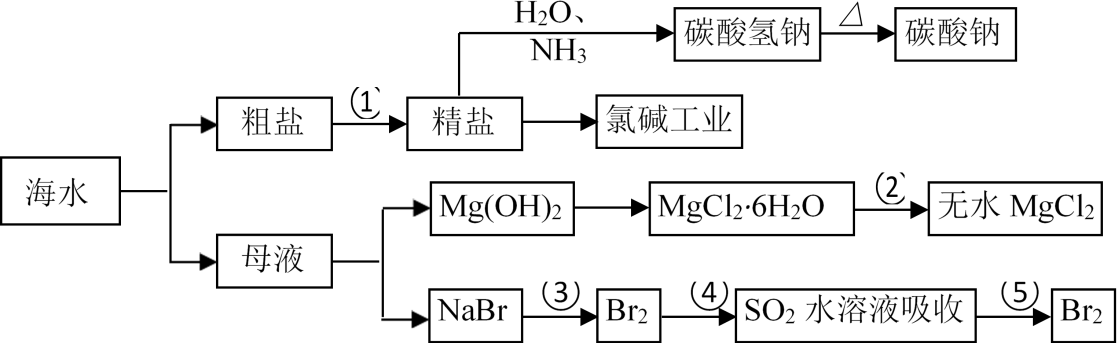 H₂O、
NH₃
碳酸氢钠 △ 碳酸钠
粗盐 ① 精盐 氯碱工业
海水
Mg(OH)₂ MgCl₂·6H₂O ② 无水 MgCl₂
母液
NaBr ③ Br₂ ④ SO₂ 水溶液吸收 ⑤ Br₂